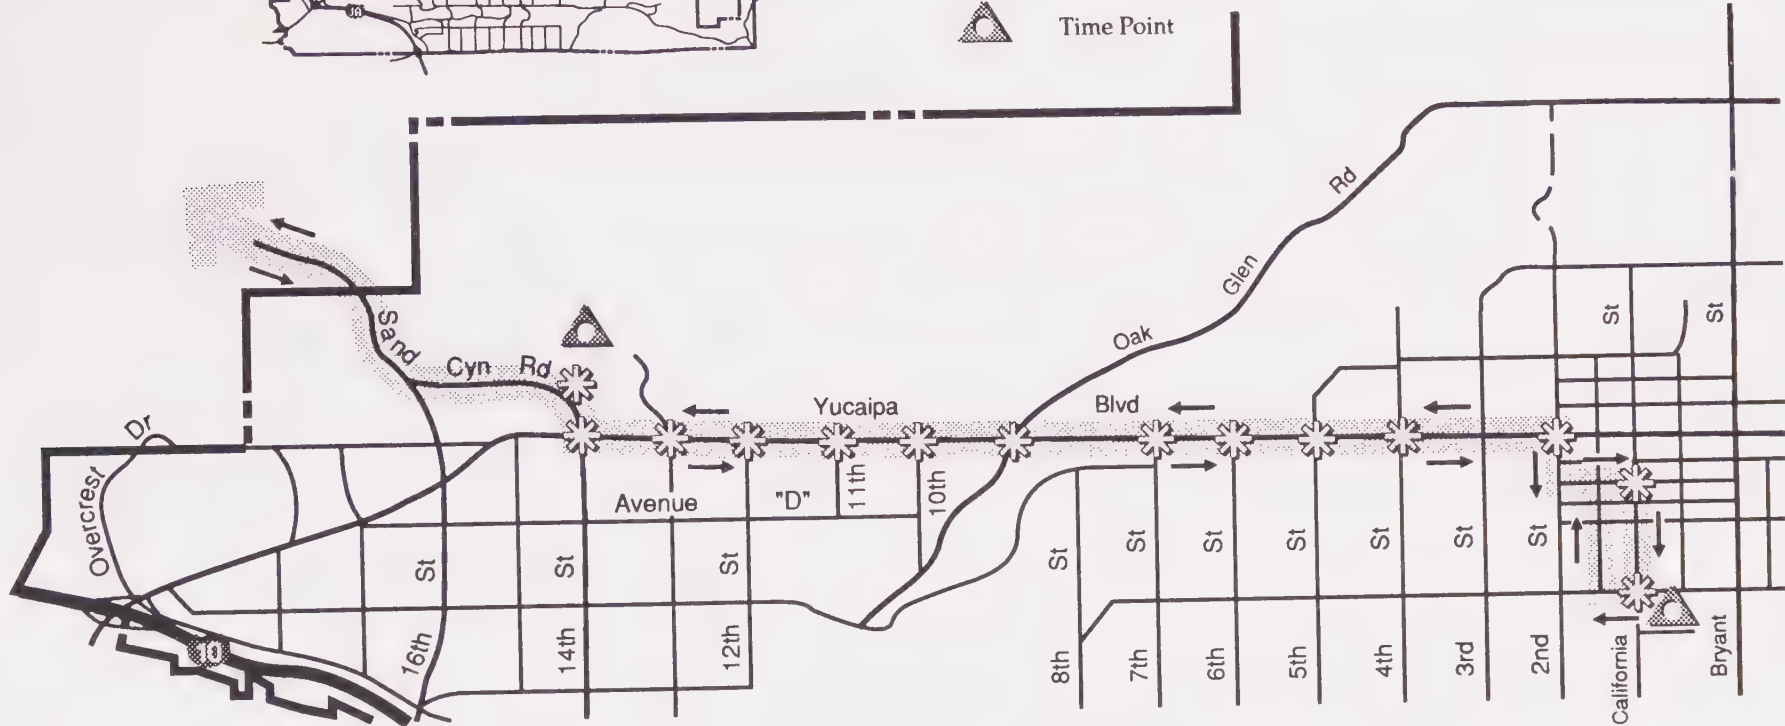 Time Point
Oak Glen Rd
Sand Cyn Rd
Yucaipa Blvd
Overcrest Dr
Avenue "D"
10
16th St
14th St
12th St
11th
10th
8th St
7th St
6th St
5th St
4th St
3rd St
2nd St
California St
Bryant St